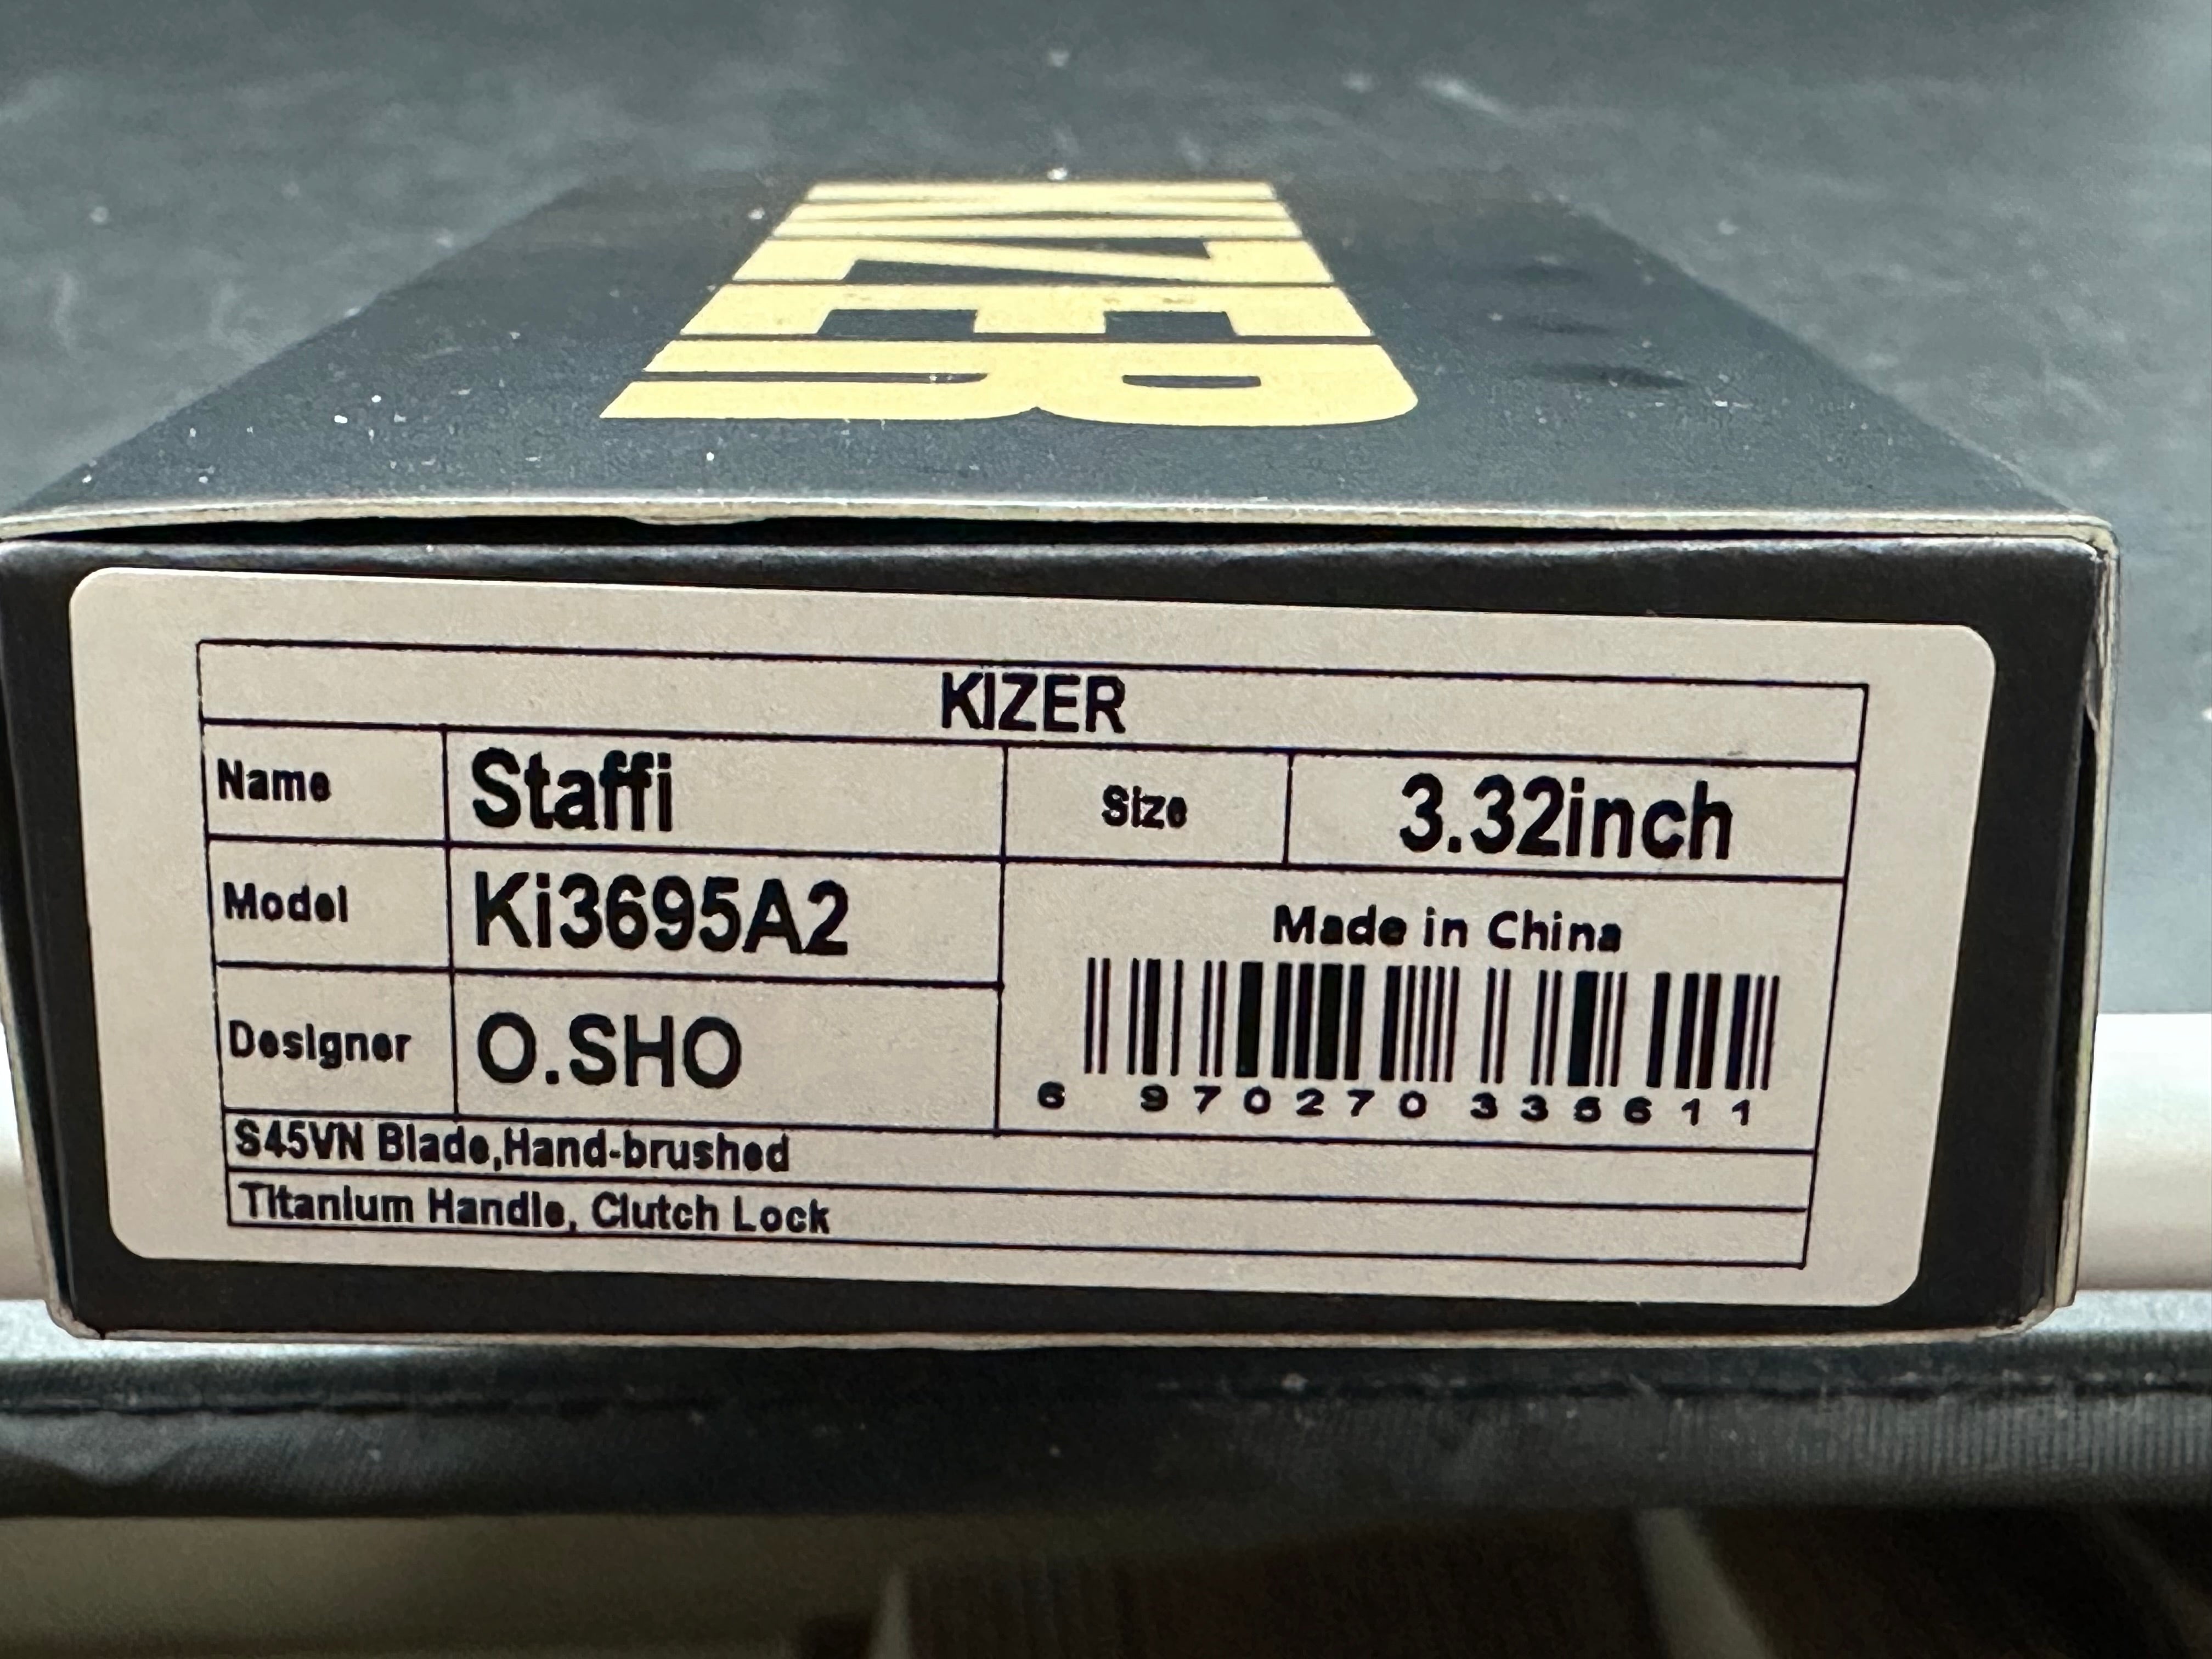 KIZER
KIZER
Name Staffi Size 3.32inch
Model Ki3695A2
Made in China
Designer O.SHO
6 970270 335611
S45VN Blade,Hand-brushed
Titanium Handle, Clutch Lock